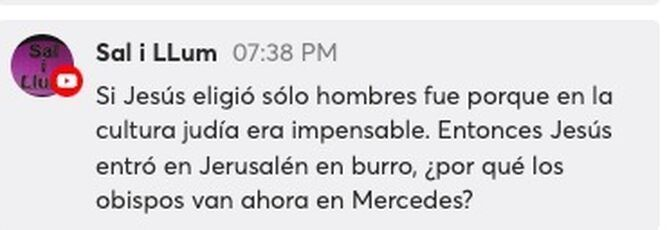 Sal
i
Llu
Sal i LLum 07:38 PM
Si Jesús eligió sólo hombres fue porque en la
cultura judía era impensable. Entonces Jesús
entró en Jerusalén en burro, ¿por qué los
obispos van ahora en Mercedes?